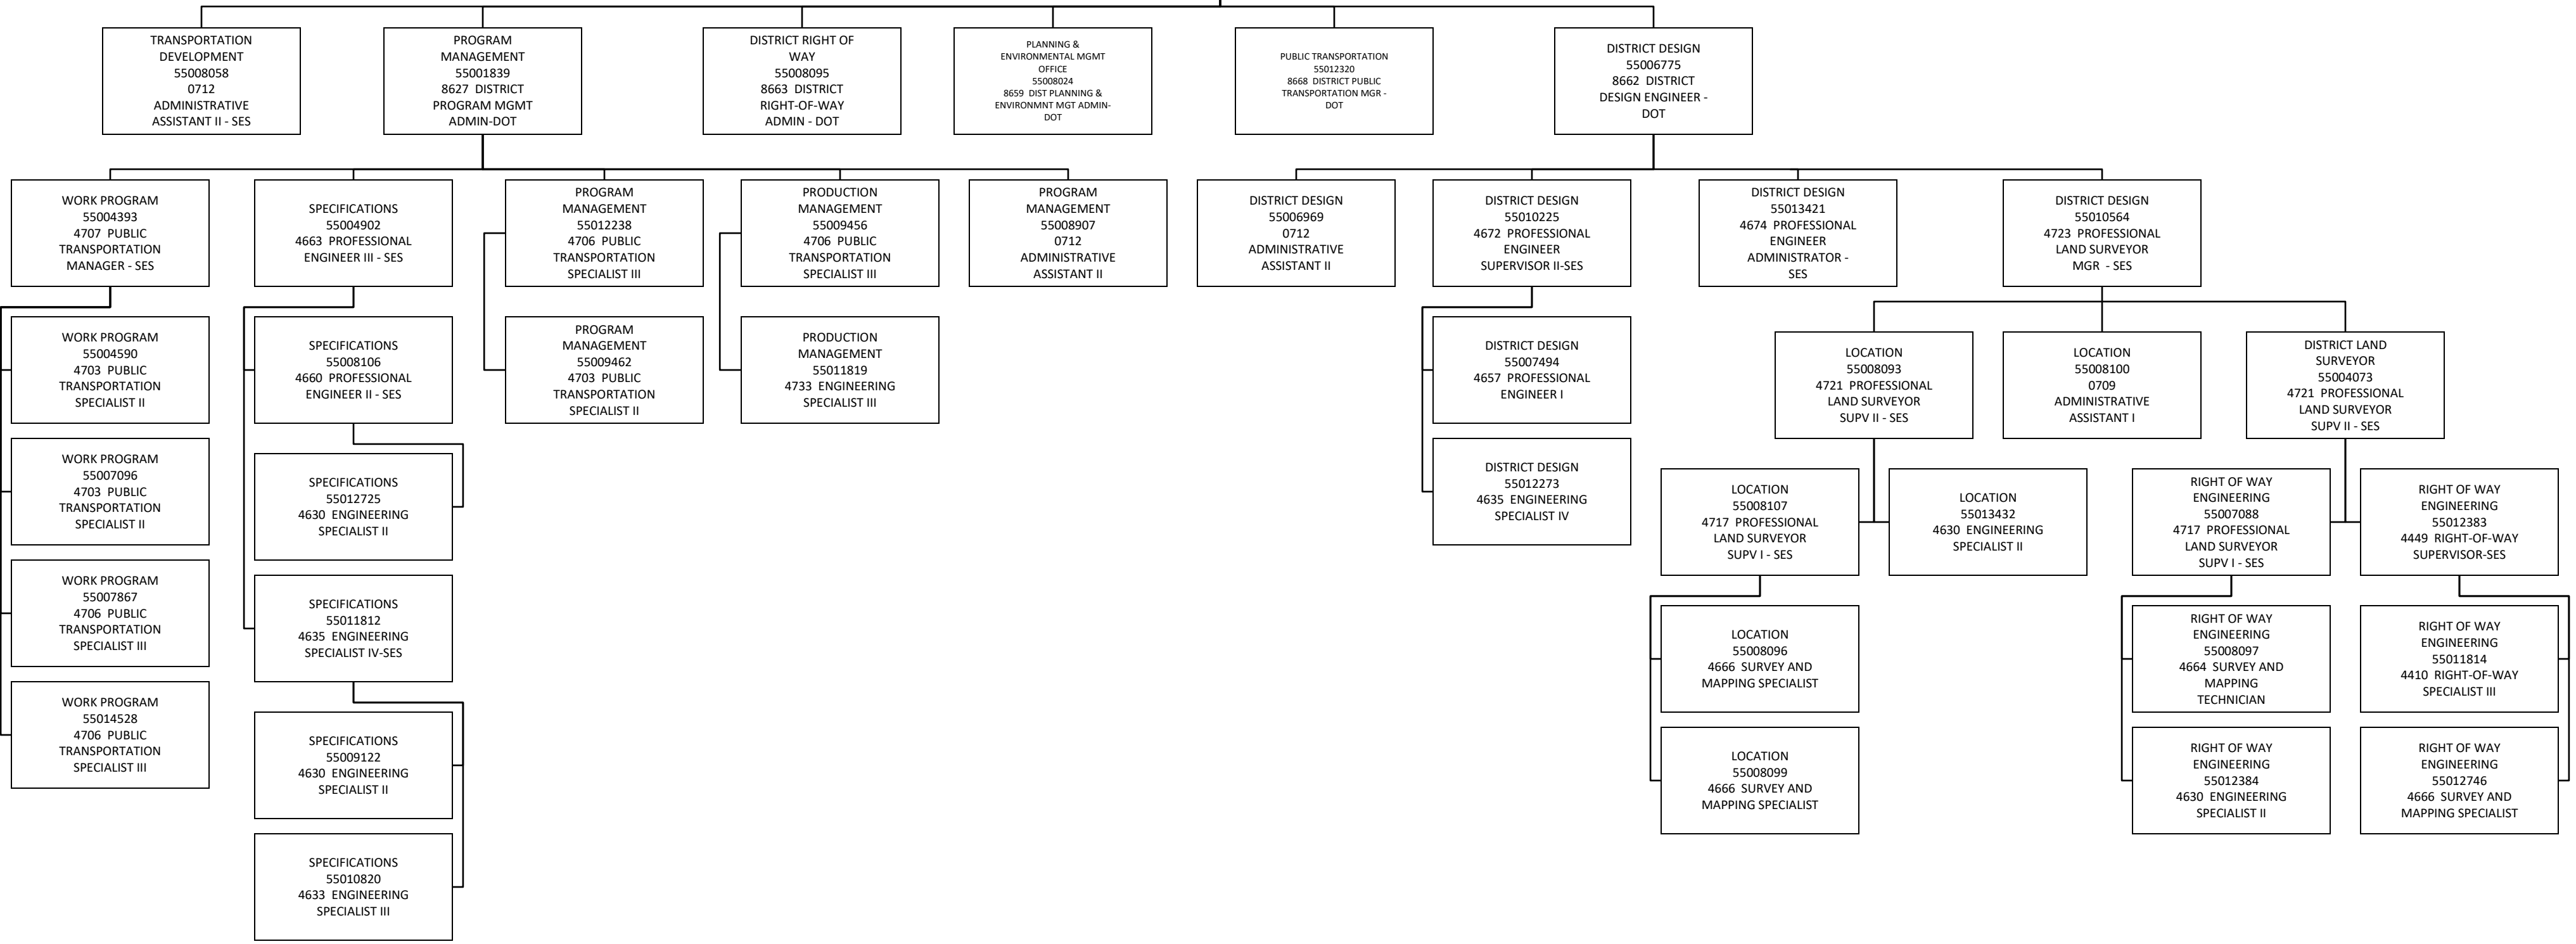 TRANSPORTATION
DEVELOPMENT
55008058
0712
ADMINISTRATIVE
ASSISTANT II - SES
PROGRAM
MANAGEMENT
55001839
8627 DISTRICT
PROGRAM MGMT
ADMIN-DOT
DISTRICT RIGHT OF
WAY
55008095
8663 DISTRICT
RIGHT-OF-WAY
ADMIN - DOT
PLANNING &
ENVIRONMENTAL MGMT
OFFICE
55008024
8659 DIST PLANNING &
ENVIRONMNT MGT ADMIN-
DOT
PUBLIC TRANSPORTATION
55012320
8668 DISTRICT PUBLIC
TRANSPORTATION MGR -
DOT
DISTRICT DESIGN
55006775
8662 DISTRICT
DESIGN ENGINEER -
DOT
WORK PROGRAM
55004393
4707 PUBLIC
TRANSPORTATION
MANAGER - SES
SPECIFICATIONS
55004902
4663 PROFESSIONAL
ENGINEER III - SES
PROGRAM
MANAGEMENT
55012238
4706 PUBLIC
TRANSPORTATION
SPECIALIST III
PRODUCTION
MANAGEMENT
55009456
4706 PUBLIC
TRANSPORTATION
SPECIALIST III
PROGRAM
MANAGEMENT
55008907
0712
ADMINISTRATIVE
ASSISTANT II
DISTRICT DESIGN
55006969
0712
ADMINISTRATIVE
ASSISTANT II
DISTRICT DESIGN
55010225
4672 PROFESSIONAL
ENGINEER
SUPERVISOR II-SES
DISTRICT DESIGN
55013421
4674 PROFESSIONAL
ENGINEER
ADMINISTRATOR -
SES
DISTRICT DESIGN
55010564
4723 PROFESSIONAL
LAND SURVEYOR
MGR - SES
WORK PROGRAM
55004590
4703 PUBLIC
TRANSPORTATION
SPECIALIST II
SPECIFICATIONS
55008106
4660 PROFESSIONAL
ENGINEER II - SES
PROGRAM
MANAGEMENT
55009462
4703 PUBLIC
TRANSPORTATION
SPECIALIST II
PRODUCTION
MANAGEMENT
55011819
4733 ENGINEERING
SPECIALIST III
DISTRICT DESIGN
55007494
4657 PROFESSIONAL
ENGINEER I
LOCATION
55008093
4721 PROFESSIONAL
LAND SURVEYOR
SUPV II - SES
LOCATION
55008100
0709
ADMINISTRATIVE
ASSISTANT I
DISTRICT LAND
SURVEYOR
55004073
4721 PROFESSIONAL
LAND SURVEYOR
SUPV II - SES
WORK PROGRAM
55007096
4703 PUBLIC
TRANSPORTATION
SPECIALIST II
SPECIFICATIONS
55012725
4630 ENGINEERING
SPECIALIST II
DISTRICT DESIGN
55012273
4635 ENGINEERING
SPECIALIST IV
LOCATION
55008107
4717 PROFESSIONAL
LAND SURVEYOR
SUPV I - SES
LOCATION
55013432
4630 ENGINEERING
SPECIALIST II
RIGHT OF WAY
ENGINEERING
55007088
4717 PROFESSIONAL
LAND SURVEYOR
SUPV I - SES
RIGHT OF WAY
ENGINEERING
55012383
4449 RIGHT-OF-WAY
SUPERVISOR-SES
WORK PROGRAM
55007867
4706 PUBLIC
TRANSPORTATION
SPECIALIST III
SPECIFICATIONS
55011812
4635 ENGINEERING
SPECIALIST IV-SES
LOCATION
55008096
4666 SURVEY AND
MAPPING SPECIALIST
RIGHT OF WAY
ENGINEERING
55008097
4664 SURVEY AND
MAPPING
TECHNICIAN
RIGHT OF WAY
ENGINEERING
55011814
4410 RIGHT-OF-WAY
SPECIALIST III
WORK PROGRAM
55014528
4706 PUBLIC
TRANSPORTATION
SPECIALIST III
SPECIFICATIONS
55009122
4630 ENGINEERING
SPECIALIST II
LOCATION
55008099
4666 SURVEY AND
MAPPING SPECIALIST
RIGHT OF WAY
ENGINEERING
55012384
4630 ENGINEERING
SPECIALIST II
RIGHT OF WAY
ENGINEERING
55012746
4666 SURVEY AND
MAPPING SPECIALIST
SPECIFICATIONS
55010820
4633 ENGINEERING
SPECIALIST III